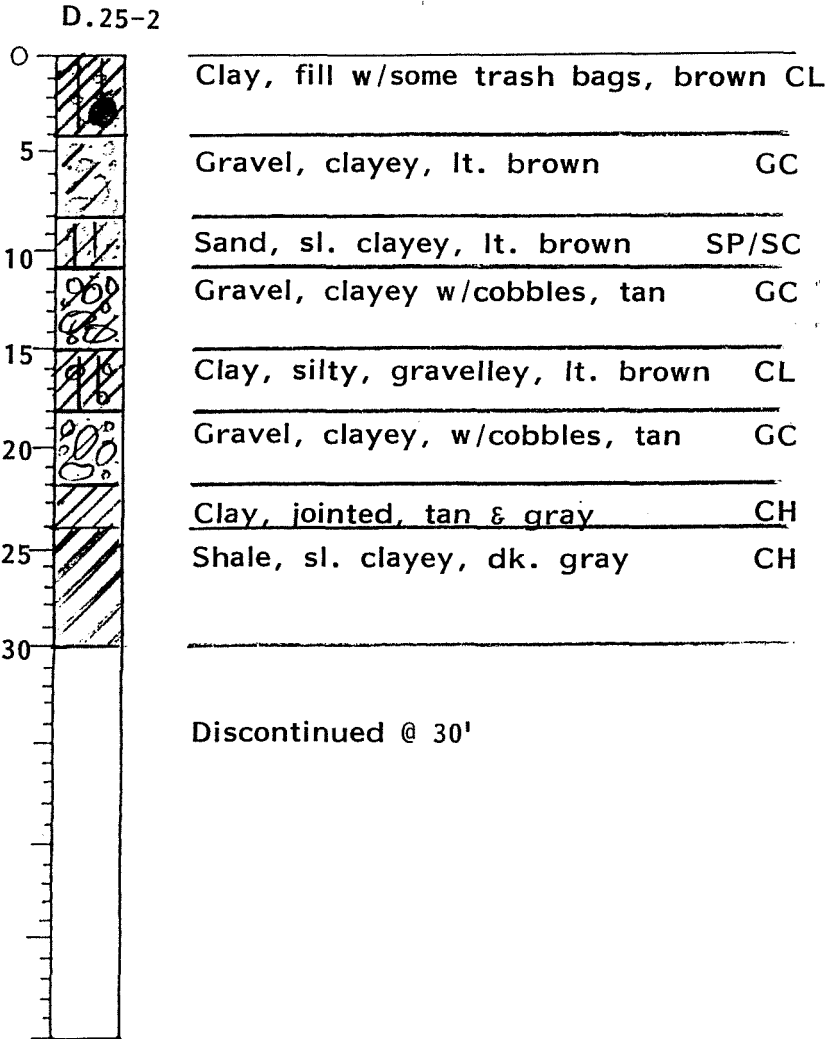 D.25-2
0
Clay, fill w/some trash bags, brown CL
5
Gravel, clayey, lt. brown GC
10
Sand, sl. clayey, lt. brown SP/SC
Gravel, clayey w/cobbles, tan GC
15
Clay, silty, gravelley, lt. brown CL
20
Gravel, clayey, w/cobbles, tan GC
Clay, jointed, tan & gray CH
25
Shale, sl. clayey, dk. gray CH
30
Discontinued @ 30'